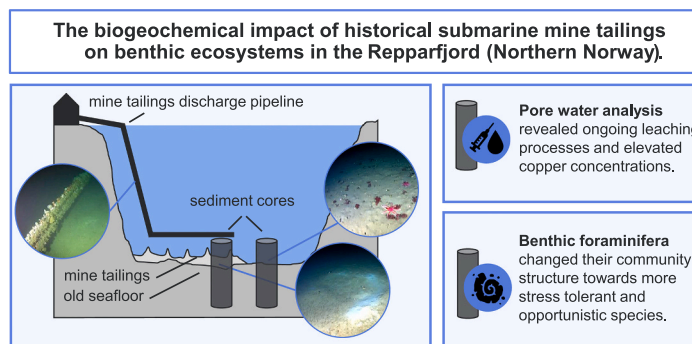 The biogeochemical impact of historical submarine mine tailings
on benthic ecosystems in the Repparfjord (Northern Norway).
mine tailings discharge pipeline
sediment cores
mine tailings
old seafloor
Pore water analysis
revealed ongoing leaching
processes and elevated
copper concentrations.
Benthic foraminifera
changed their community
structure towards more
stress tolerant and
opportunistic species.